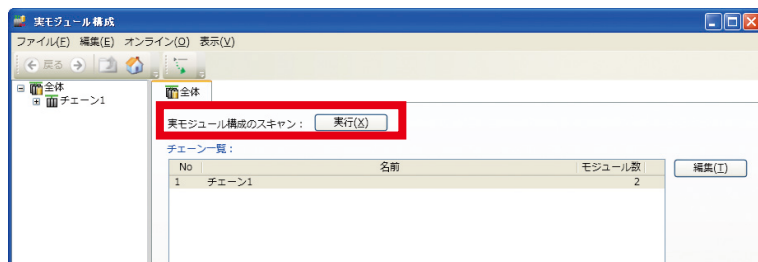 実モジュール構成
ファイル(F) 編集(E) オンライン(O) 表示(V)
戻る
全体
チェーン1
全体
実モジュール構成のスキャン： 実行(X)
チェーン一覧：
No 名前 モジュール数 編集(I)
1 チェーン1 2